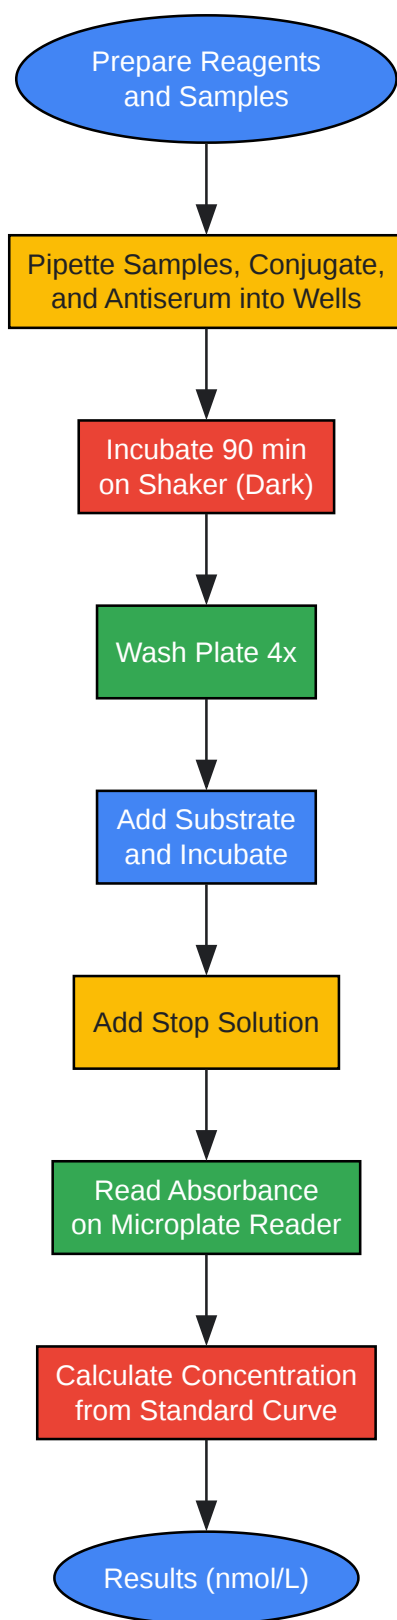 Prepare Reagents
and Samples
Pipette Samples, Conjugate,
and Antiserum into Wells
Incubate 90 min
on Shaker (Dark)
Wash Plate 4x
Add Substrate
and Incubate
Add Stop Solution
Read Absorbance
on Microplate Reader
Calculate Concentration
from Standard Curve
Results (nmol/L)